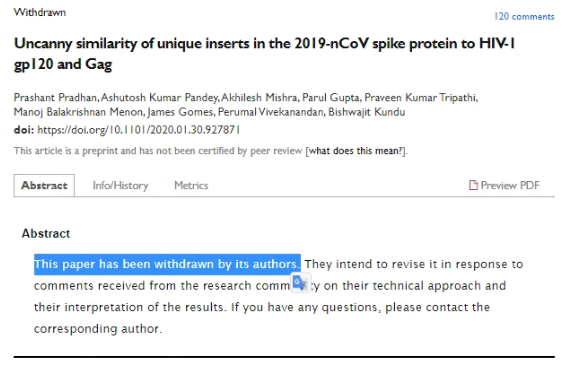 Withdrawn
120 comments
Uncanny similarity of unique inserts in the 2019-nCoV spike protein to HIV-1
gp120 and Gag
Prashant Pradhan, Ashutosh Kumar Pandey, Akhilesh Mishra, Parul Gupta, Praveen Kumar Tripathi,
Manoj Balakrishnan Menon, James Gomes, Perumal Vivekanandan, Bishwajit Kundu
doi: https://doi.org/10.1101/2020.01.30.927871
This article is a preprint and has not been certified by peer review [what does this mean?].
Abstract Info/History Metrics Preview PDF
Abstract
This paper has been withdrawn by its authors. They intend to revise it in response to
comments received from the research comm ty on their technical approach and
their interpretation of the results. If you have any questions, please contact the
corresponding author.